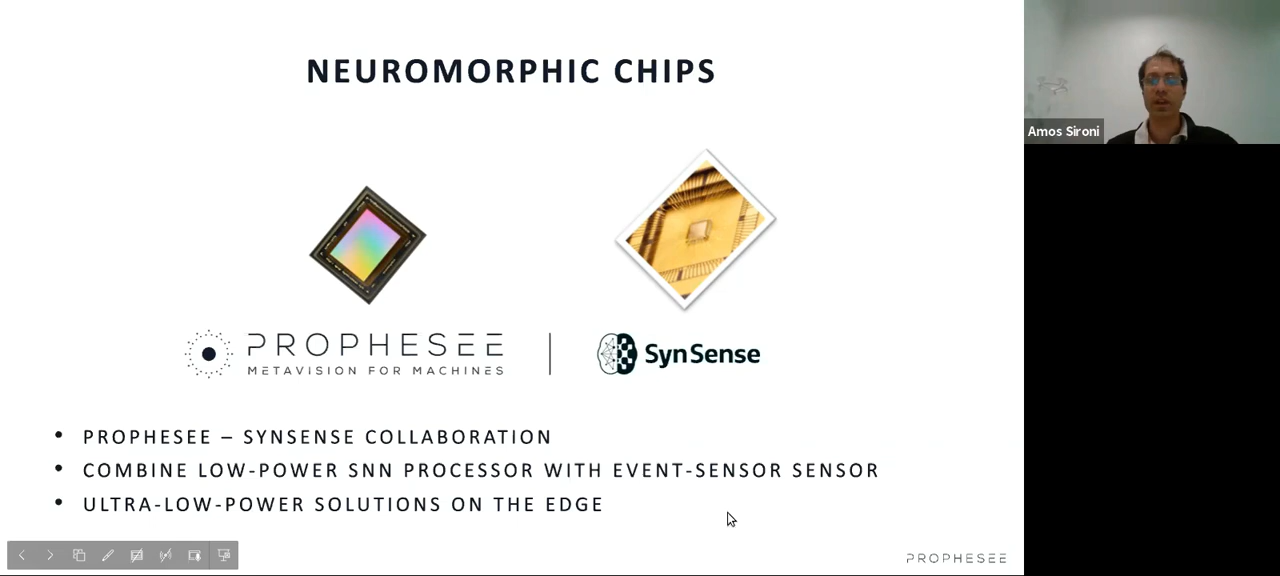 NEUROMORPHIC CHIPS
Amos Sironi
PROPHESEE
METAVISION FOR MACHINES
SynSense
• PROPHESEE – SYNSENSE COLLABORATION
• COMBINE LOW-POWER SNN PROCESSOR WITH EVENT-SENSOR SENSOR
• ULTRA-LOW-POWER SOLUTIONS ON THE EDGE
PROPHESEE